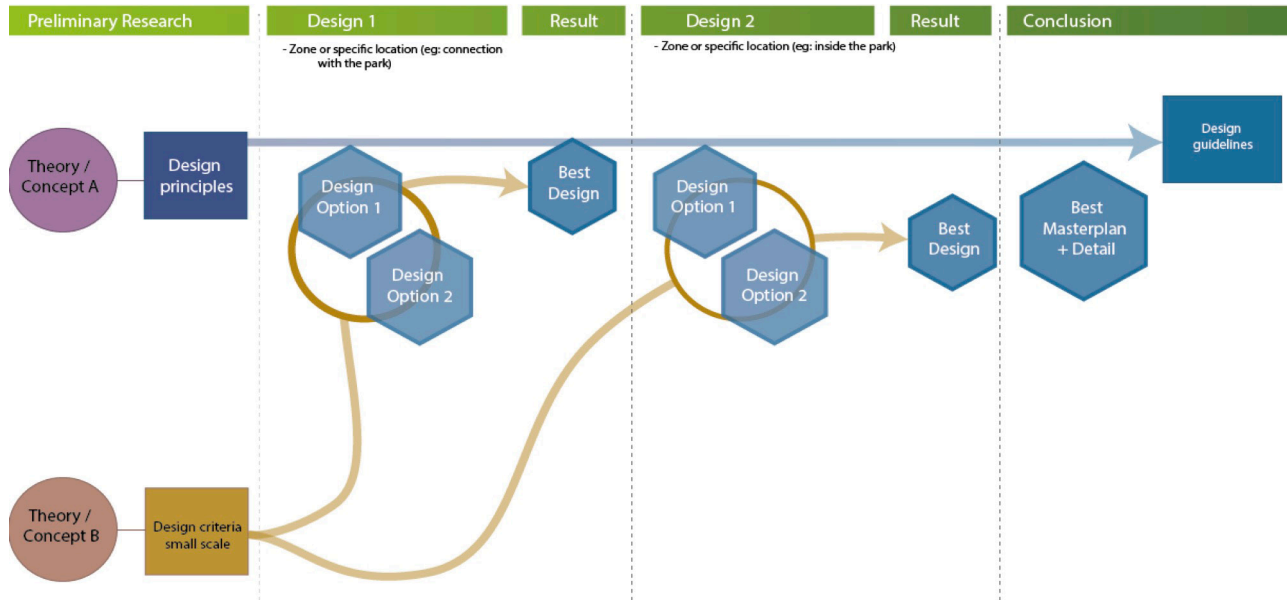 Preliminary Research
Design 1
Result
Design 2
Result
Conclusion
- Zone or specific location (eg: connection
with the park)
- Zone or specific location (eg: inside the park)
Theory /
Concept A
Design
principles
Design
Option 1
Design
Option 2
Best
Design
Design
Option 1
Design
Option 2
Best
Design
Best
Masterplan
+ Detail
Design
guidelines
Theory /
Concept B
Design criteria
small scale